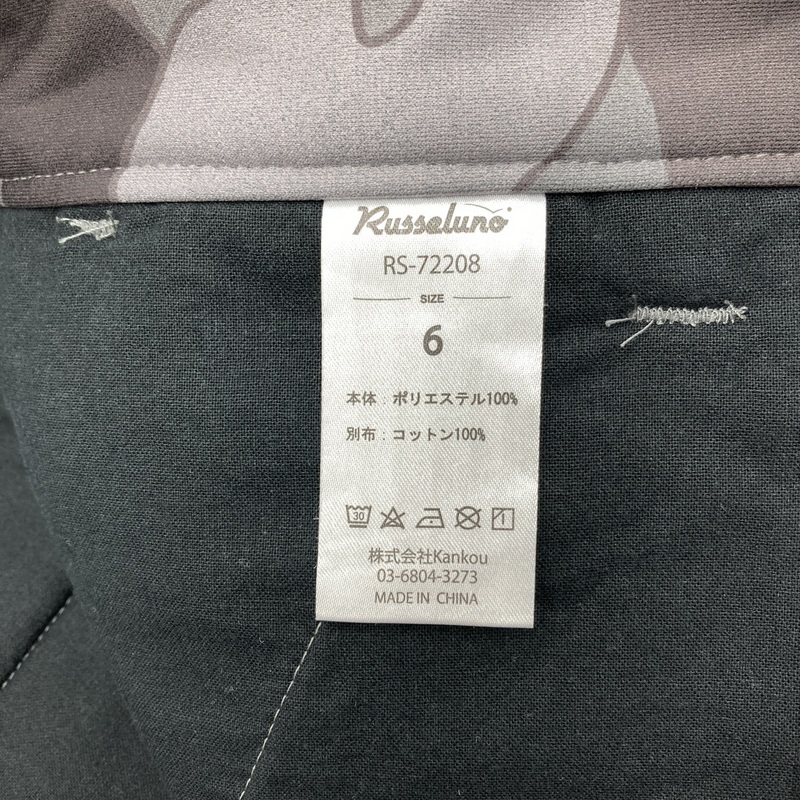 Russeluno
RS-72208
SIZE
6
本体：ポリエステル100%
別布：コットン100%
30
株式会社Kankou
03-6804-3273
MADE IN CHINA